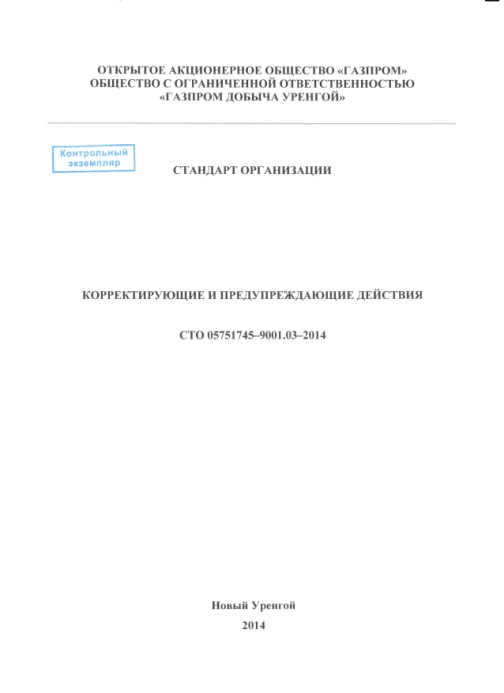 ОТКРЫТОЕ АКЦИОНЕРНОЕ ОБЩЕСТВО «ГАЗПРОМ»
ОБЩЕСТВО С ОГРАНИЧЕННОЙ ОТВЕТСТВЕННОСТЬЮ
«ГАЗПРОМ ДОБЫЧА УРЕНГОЙ»
Контрольный
экземпляр
СТАНДАРТ ОРГАНИЗАЦИИ
КОРРЕКТИРУЮЩИЕ И ПРЕДУПРЕЖДАЮЩИЕ ДЕЙСТВИЯ
СТО 05751745–9001.03–2014
Новый Уренгой
2014